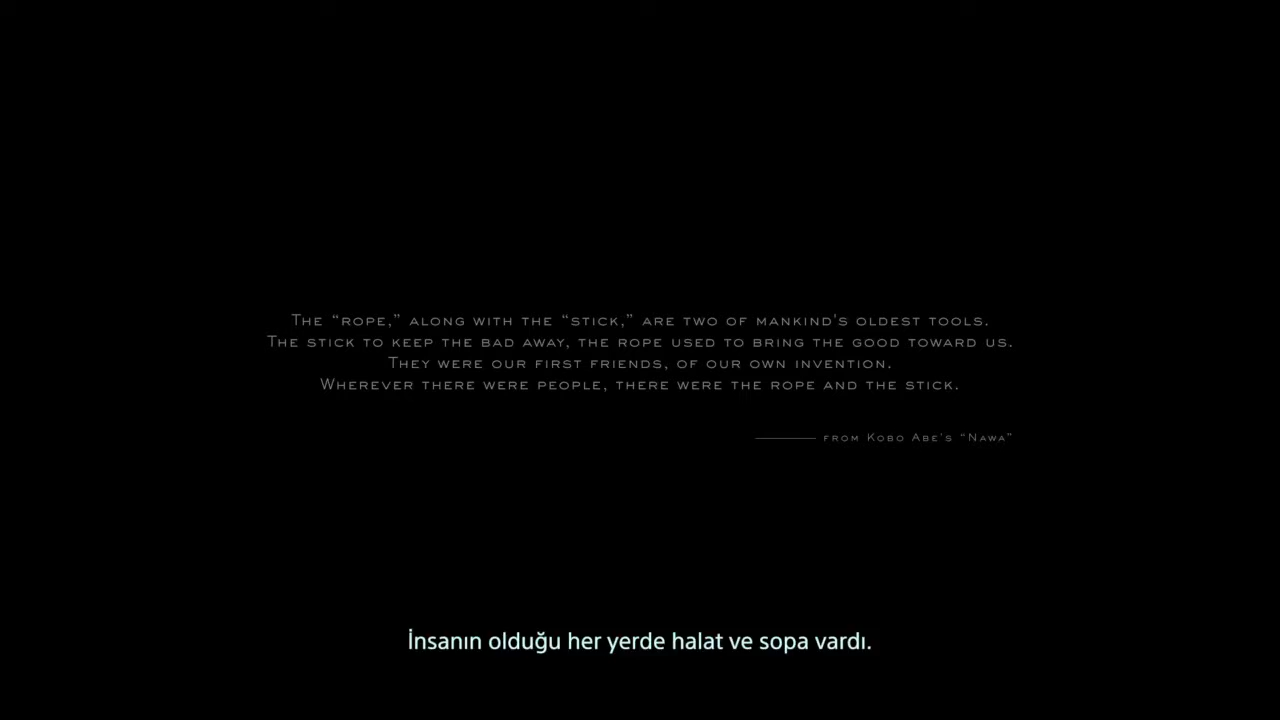 The “rope,” along with the “stick,” are two of mankind's oldest tools.
The stick to keep the bad away, the rope used to bring the good toward us.
They were our first friends, of our own invention.
Wherever there were people, there were the rope and the stick.
from Kobo Abe's “Nawa”
İnsanın olduğu her yerde halat ve sopa vardı.